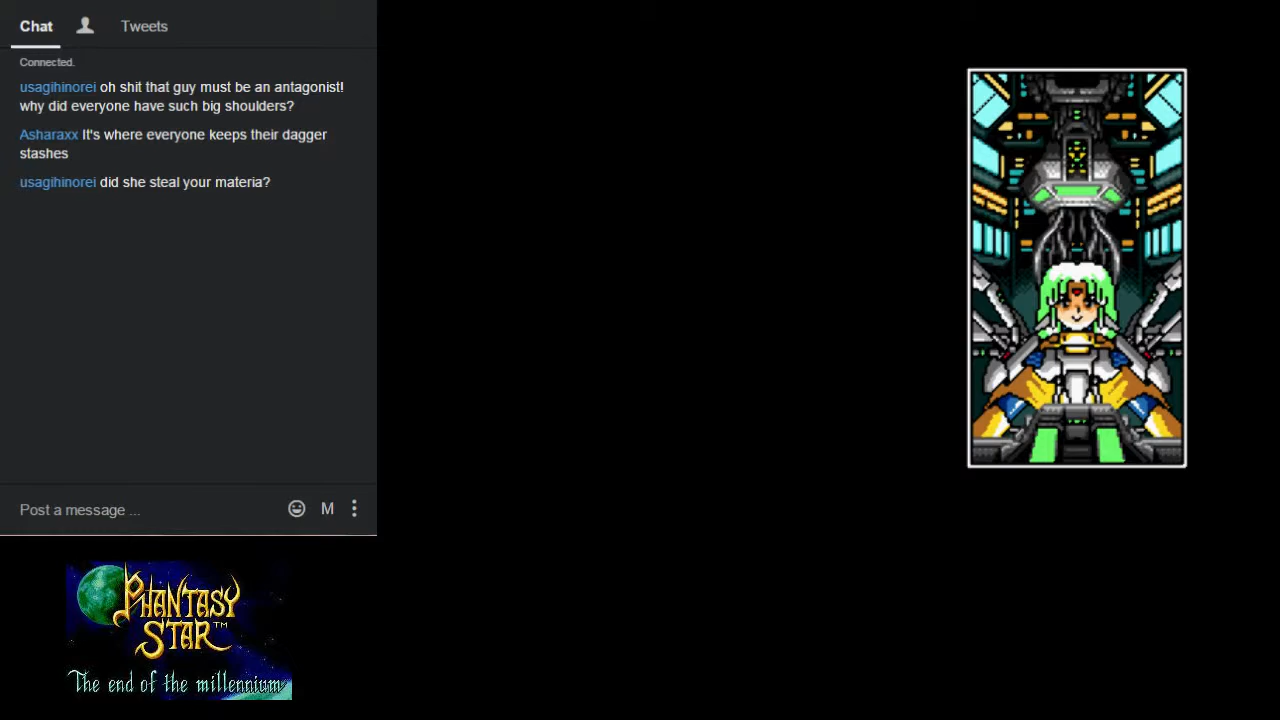 Chat
Tweets
Connected.
usagihinorei oh shit that guy must be an antagonist!
why did everyone have such big shoulders?
Asharaxx It's where everyone keeps their dagger
stashes
usagihinorei did she steal your materia?
Post a message ...
M
PHANTASY
STAR™
The end of the millennium